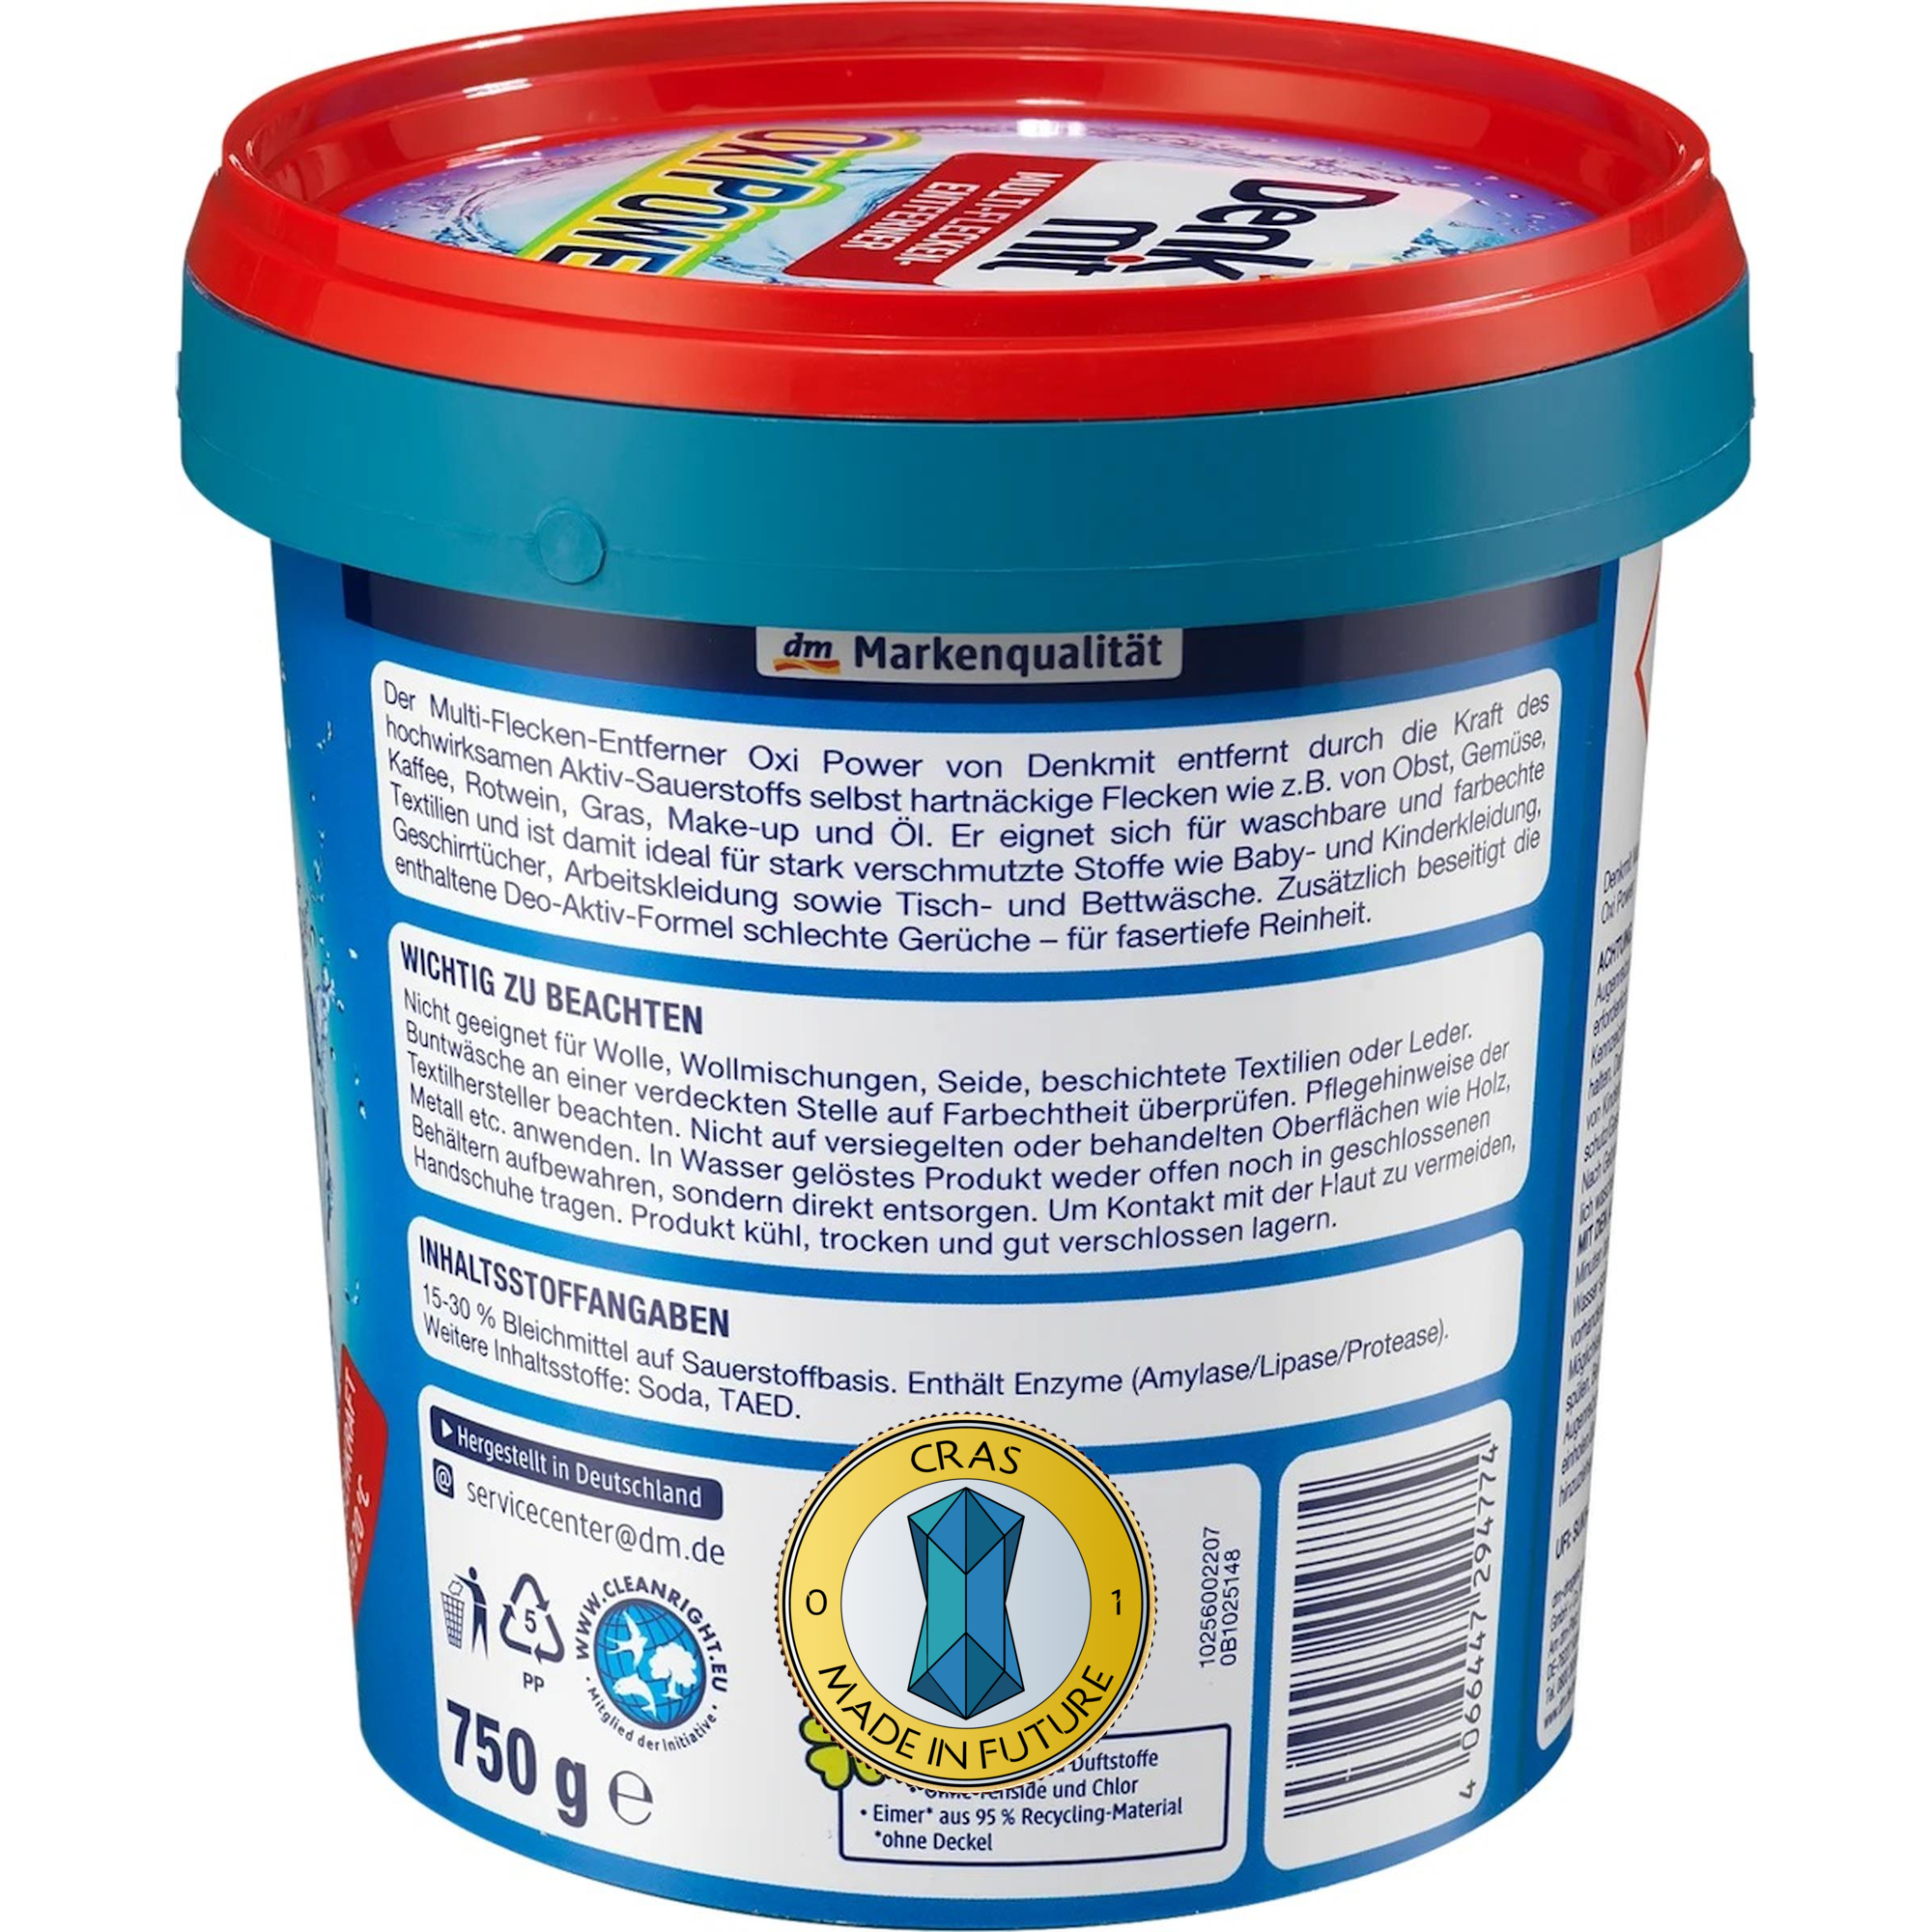 OXI POWE
MULTI-FLECKEN-
ENTFERNER
Denk
mit
dm Markenqualität
Der Multi-Flecken-Entferner Oxi Power von Denkmit entfernt durch die Kraft des
hochwirksamen Aktiv-Sauerstoffs selbst hartnäckige Flecken wie z.B. von Obst, Gemüse,
Kaffee, Rotwein, Gras, Make-up und Öl. Er eignet sich für waschbare und farbechte
Textilien und ist damit ideal für stark verschmutzte Stoffe wie Baby- und Kinderkleidung,
Geschirrtücher, Arbeitskleidung sowie Tisch- und Bettwäsche. Zusätzlich beseitigt die
enthaltene Deo-Aktiv-Formel schlechte Gerüche – für fasertiefe Reinheit.
WICHTIG ZU BEACHTEN
Nicht geeignet für Wolle, Wollmischungen, Seide, beschichtete Textilien oder Leder.
Buntwäsche an einer verdeckten Stelle auf Farbechtheit überprüfen. Pflegehinweise der
Textilhersteller beachten. Nicht auf versiegelten oder behandelten Oberflächen wie Holz,
Metall etc. anwenden. In Wasser gelöstes Produkt weder offen noch in geschlossenen
Behältern aufbewahren, sondern direkt entsorgen. Um Kontakt mit der Haut zu vermeiden,
Handschuhe tragen. Produkt kühl, trocken und gut verschlossen lagern.
INHALTSSTOFFANGABEN
15-30 % Bleichmittel auf Sauerstoffbasis. Enthält Enzyme (Amylase/Lipase/Protease).
Weitere Inhaltsstoffe: Soda, TAED.
Hergestellt in Deutschland
@ servicecenter@dm.de
5
PP
WWW.CLEANRIGHT.EU
• Mitglied der Initiative •
750 g ℮
CRAS
0 1
MADE IN FUTURE
Duftstoffe
und Chlor
• Eimer* aus 95 % Recycling-Material
*ohne Deckel
10256002207
0B1025148
4 066447 294774